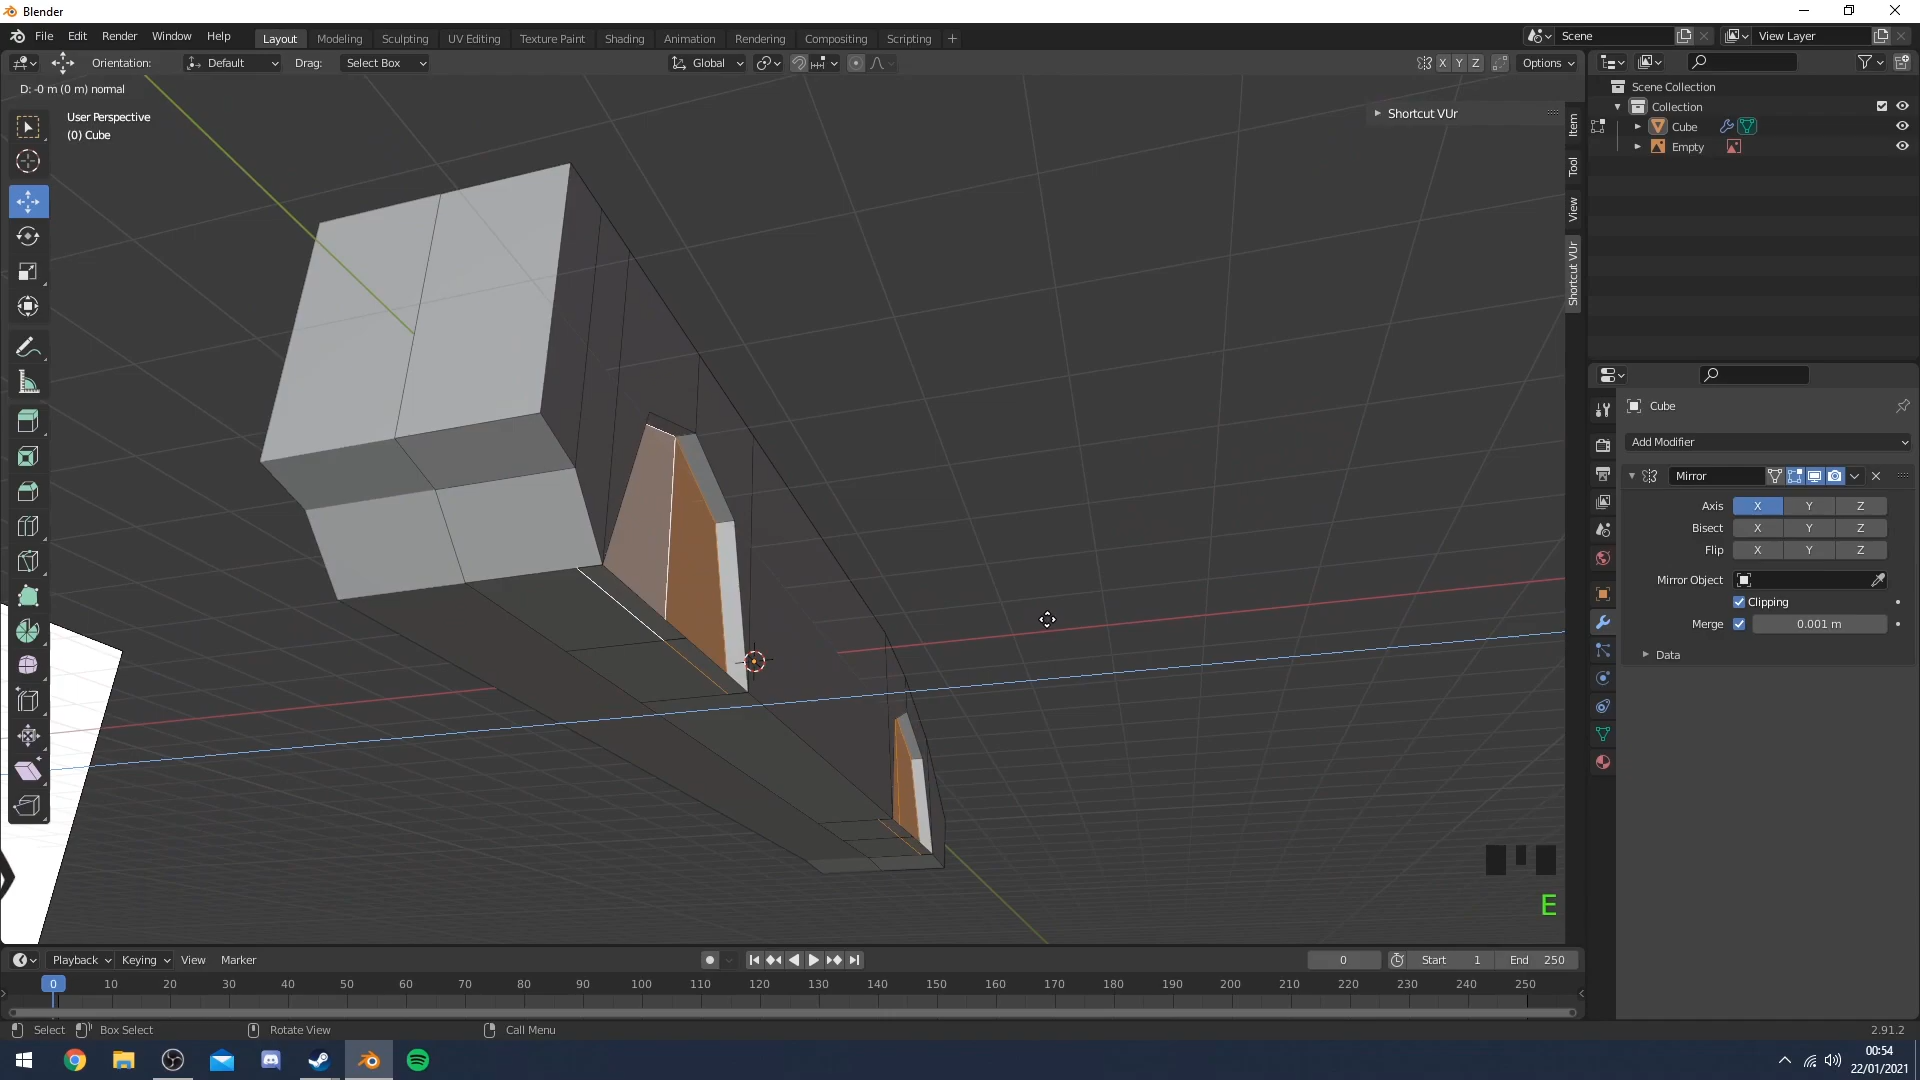 Blender
File Edit Render Window Help
Layout Modeling Sculpting UV Editing Texture Paint Shading Animation Rendering Compositing Scripting +
Scene
View Layer
Orientation: Default Drag: Select Box
Global
X Y Z Options
D: -0 m (0 m) normal
User Perspective
(0) Cube
Shortcut VUr
Item
Tool
View
Shortcut VUr
Scene Collection
Collection
Cube
Empty
Cube
Add Modifier
Mirror
Axis X Y Z
Bisect X Y Z
Flip X Y Z
Mirror Object
Clipping
Merge 0.001 m
Data
E
Playback Keying View Marker
0 Start 1 End 250
0 10 20 30 40 50 60 70 80 90 100 110 120 130 140 150 160 170 180 190 200 210 220 230 240 250
Select Box Select Rotate View Call Menu
2.91.2
00:54
22/01/2021